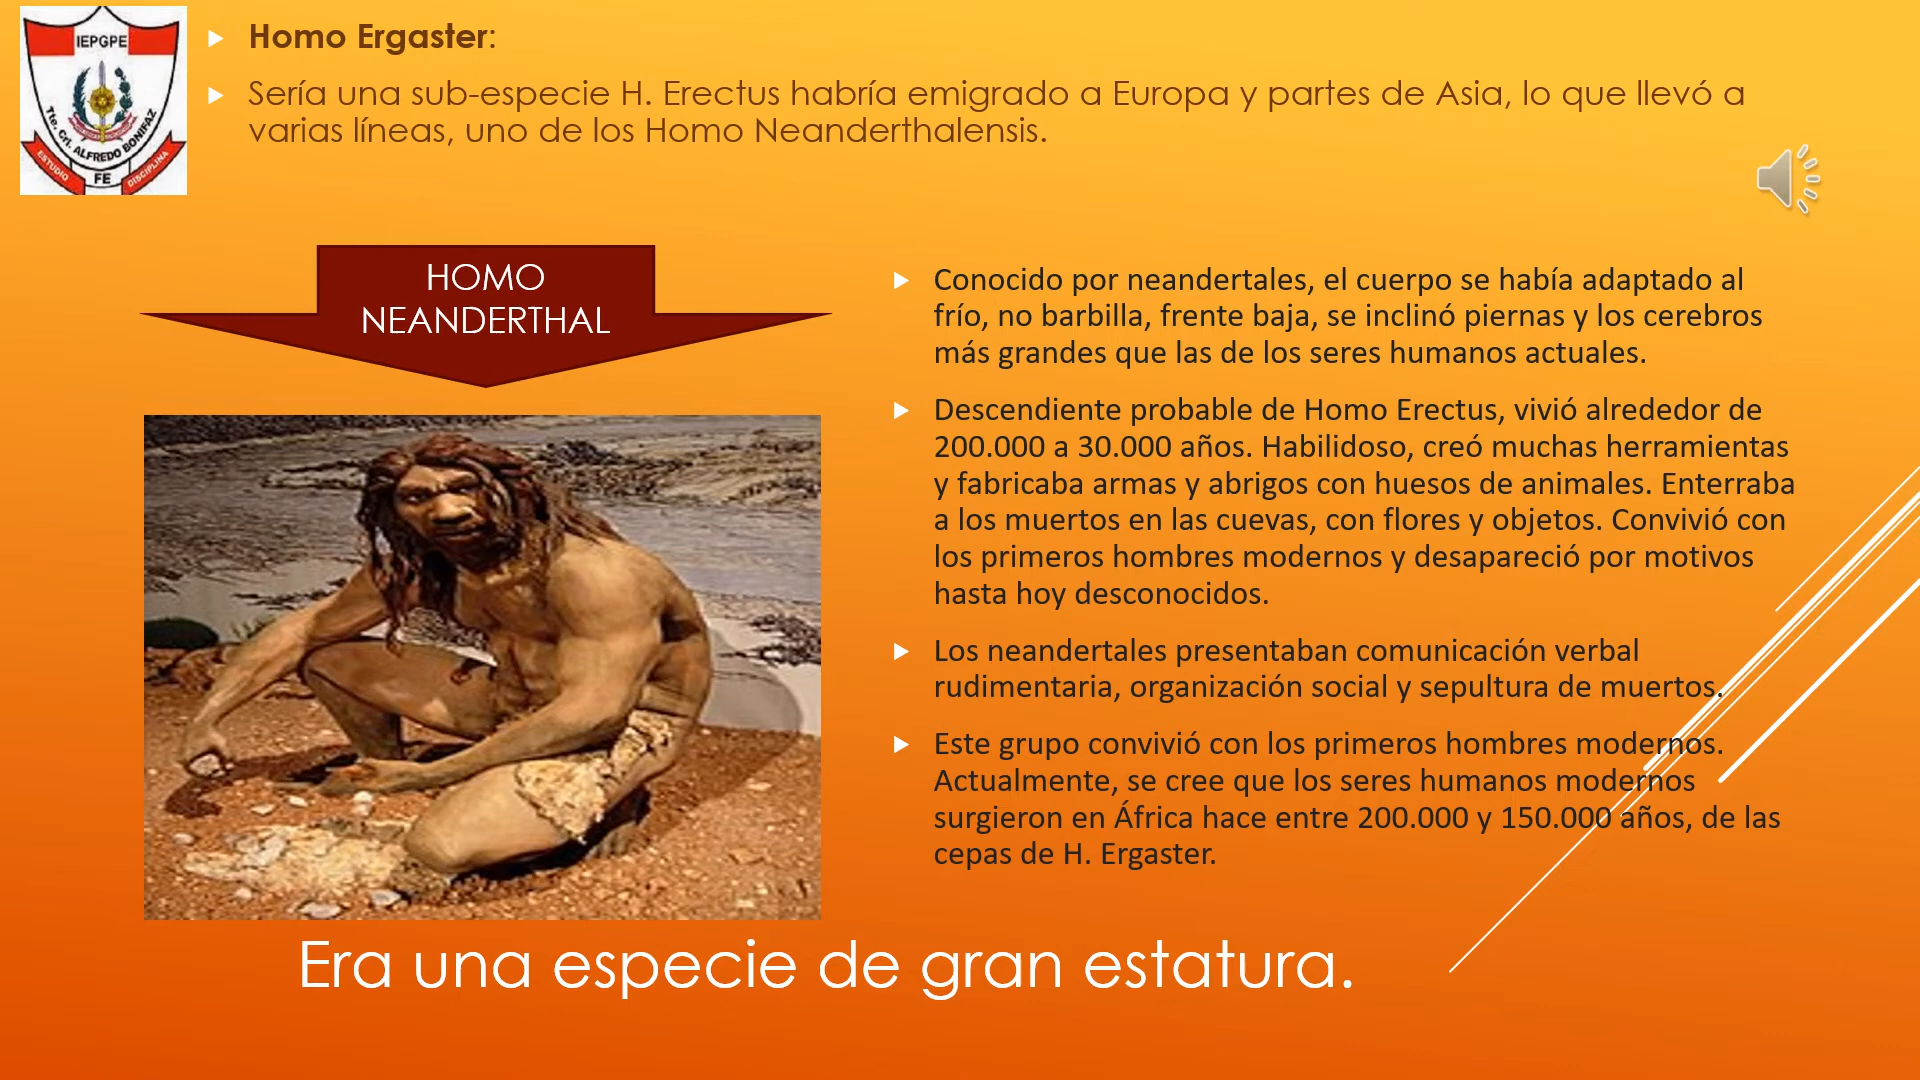 IEPGPE
Tte. Crl. ALFREDO BONIFAZ
ESTUDIO
FE
DISCIPLINA
Homo Ergaster:
Sería una sub-especie H. Erectus habría emigrado a Europa y partes de Asia, lo que llevó a
varias líneas, uno de los Homo Neanderthalensis.
HOMO
NEANDERTHAL
Conocido por neandertales, el cuerpo se había adaptado al
frío, no barbilla, frente baja, se inclinó piernas y los cerebros
más grandes que las de los seres humanos actuales.
Descendiente probable de Homo Erectus, vivió alrededor de
200.000 a 30.000 años. Habilidoso, creó muchas herramientas
y fabricaba armas y abrigos con huesos de animales. Enterraba
a los muertos en las cuevas, con flores y objetos. Convivió con
los primeros hombres modernos y desapareció por motivos
hasta hoy desconocidos.
Los neandertales presentaban comunicación verbal
rudimentaria, organización social y sepultura de muertos.
Este grupo convivió con los primeros hombres modernos.
Actualmente, se cree que los seres humanos modernos
surgieron en África hace entre 200.000 y 150.000 años, de las
cepas de H. Ergaster.
Era una especie de gran estatura.